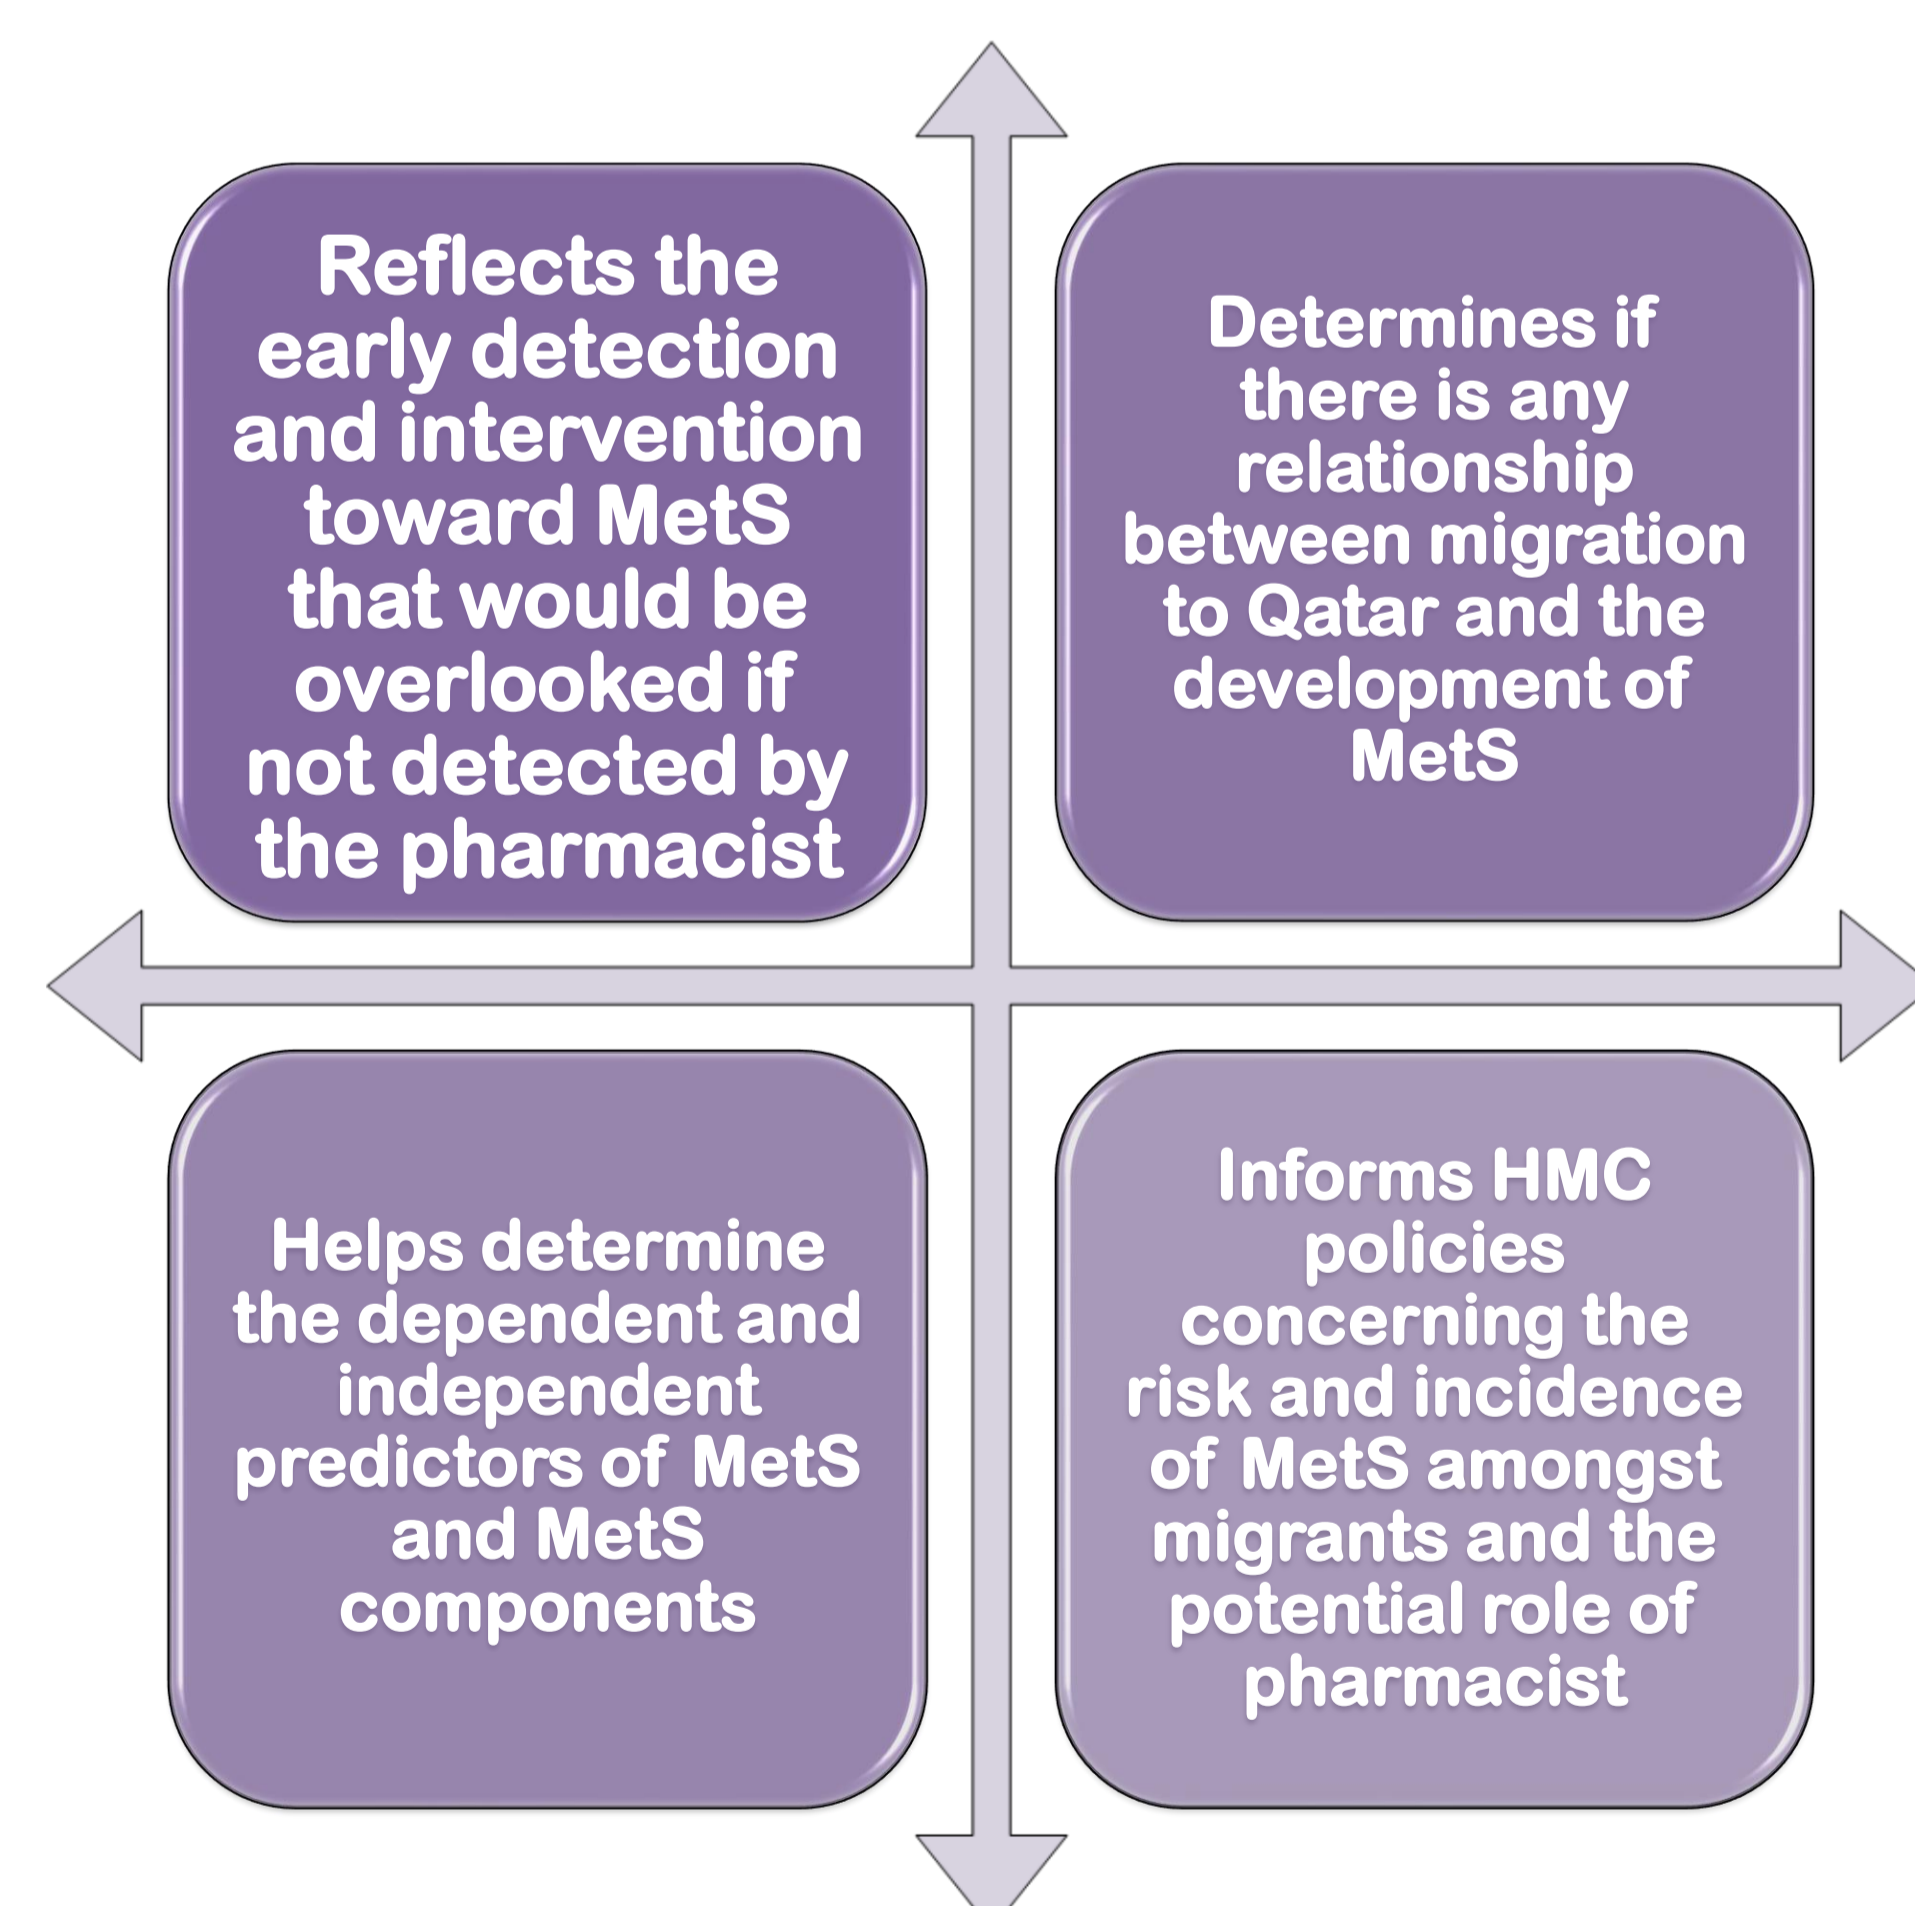 Reflects the
early detection
and intervention
toward MetS
that would be
overlooked if
not detected by
the pharmacist
Determines if
there is any
relationship
between migration
to Qatar and the
development of
MetS
Helps determine
the dependent and
independent
predictors of MetS
and MetS
components
Informs HMC
policies
concerning the
risk and incidence
of MetS amongst
migrants and the
potential role of
pharmacist